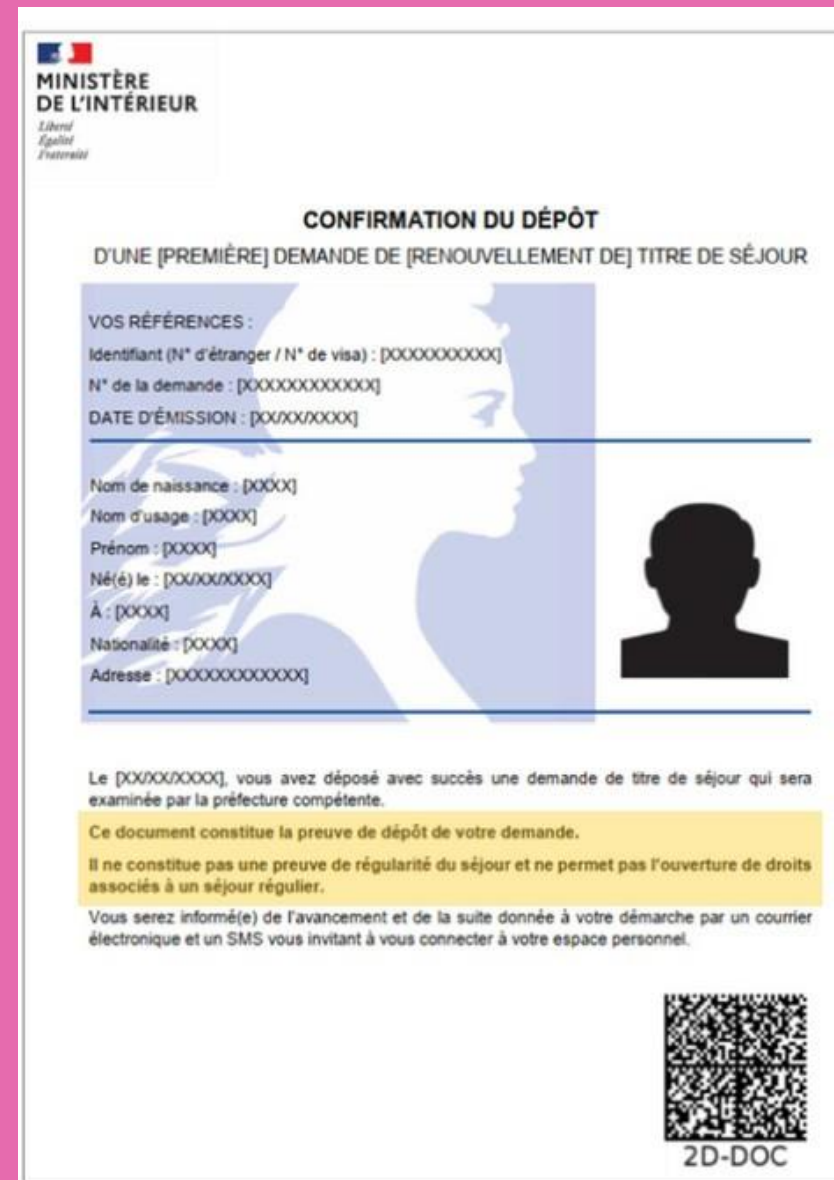 MINISTÈRE
DE L'INTÉRIEUR
Liberté
Égalité
Fraternité
CONFIRMATION DU DÉPÔT
D'UNE [PREMIÈRE] DEMANDE DE [RENOUVELLEMENT DE] TITRE DE SÉJOUR
VOS RÉFÉRENCES :
Identifiant (N° d'étranger / N° de visa) : [XXXXXXXXXX]
N° de la demande : [XXXXXXXXXXXX]
DATE D'ÉMISSION : [XX/XX/XXXX]
Nom de naissance : [XXXX]
Nom d'usage : [XXXX]
Prénom : [XXXX]
Né(é) le : [XX/XX/XXXX]
À : [XXXX]
Nationalité : [XXXX]
Adresse : [XXXXXXXXXXXX]
Le [XX/XX/XXXX], vous avez déposé avec succès une demande de titre de séjour qui sera
examinée par la préfecture compétente.
Ce document constitue la preuve de dépôt de votre demande.
Il ne constitue pas une preuve de régularité du séjour et ne permet pas l'ouverture de droits
associés à un séjour régulier.
Vous serez informé(e) de l'avancement et de la suite donnée à votre démarche par un courrier
électronique et un SMS vous invitant à vous connecter à votre espace personnel.
2D-DOC